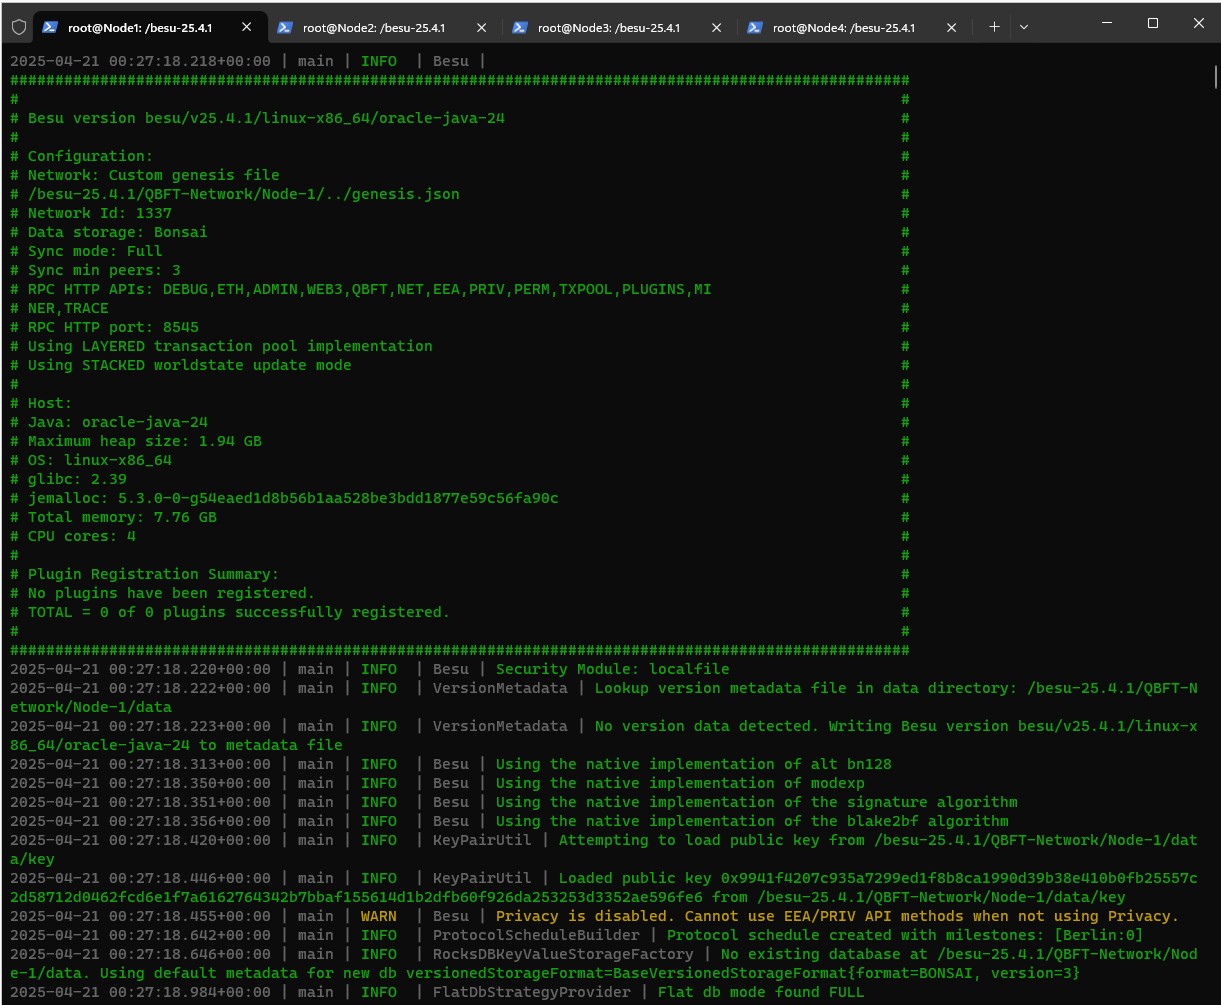 root@Node1: /besu-25.4.1 root@Node2: /besu-25.4.1 root@Node3: /besu-25.4.1 root@Node4: /besu-25.4.1
2025-04-21 00:27:18.218+00:00 | main | INFO  | Besu |
####################################################################################################
#                                                                                                  #
# Besu version besu/v25.4.1/linux-x86_64/oracle-java-24                                            #
#                                                                                                  #
# Configuration:                                                                                   #
# Network: Custom genesis file                                                                     #
# /besu-25.4.1/QBFT-Network/Node-1/../genesis.json                                                 #
# Network Id: 1337                                                                                 #
# Data storage: Bonsai                                                                             #
# Sync mode: Full                                                                                  #
# Sync min peers: 3                                                                                #
# RPC HTTP APIs: DEBUG,ETH,ADMIN,WEB3,QBFT,NET,EEA,PRIV,PERM,TXPOOL,PLUGINS,MI                     #
# NER,TRACE                                                                                        #
# RPC HTTP port: 8545                                                                              #
# Using LAYERED transaction pool implementation                                                    #
# Using STACKED worldstate update mode                                                             #
#                                                                                                  #
# Host:                                                                                            #
# Java: oracle-java-24                                                                             #
# Maximum heap size: 1.94 GB                                                                       #
# OS: linux-x86_64                                                                                 #
# glibc: 2.39                                                                                      #
# jemalloc: 5.3.0-0-g54eaed1d8b56b1aa528be3bdd1877e59c56fa90c                                      #
# Total memory: 7.76 GB                                                                            #
# CPU cores: 4                                                                                     #
#                                                                                                  #
# Plugin Registration Summary:                                                                     #
# No plugins have been registered.                                                                 #
# TOTAL = 0 of 0 plugins successfully registered.                                                  #
#                                                                                                  #
####################################################################################################
2025-04-21 00:27:18.220+00:00 | main | INFO  | Besu | Security Module: localfile
2025-04-21 00:27:18.222+00:00 | main | INFO  | VersionMetadata | Lookup version metadata file in data directory: /besu-25.4.1/QBFT-N
etwork/Node-1/data
2025-04-21 00:27:18.223+00:00 | main | INFO  | VersionMetadata | No version data detected. Writing Besu version besu/v25.4.1/linux-x
86_64/oracle-java-24 to metadata file
2025-04-21 00:27:18.313+00:00 | main | INFO  | Besu | Using the native implementation of alt bn128
2025-04-21 00:27:18.350+00:00 | main | INFO  | Besu | Using the native implementation of modexp
2025-04-21 00:27:18.351+00:00 | main | INFO  | Besu | Using the native implementation of the signature algorithm
2025-04-21 00:27:18.356+00:00 | main | INFO  | Besu | Using the native implementation of the blake2bf algorithm
2025-04-21 00:27:18.420+00:00 | main | INFO  | KeyPairUtil | Attempting to load public key from /besu-25.4.1/QBFT-Network/Node-1/dat
a/key
2025-04-21 00:27:18.446+00:00 | main | INFO  | KeyPairUtil | Loaded public key 0x9941f4207c935a7299ed1f8b8ca1990d39b38e410b0fb25557c
2d58712d0462fcd6e1f7a6162764342b7bbaf155614d1b2dfb60f926da253253d3352ae596fe6 from /besu-25.4.1/QBFT-Network/Node-1/data/key
2025-04-21 00:27:18.455+00:00 | main | WARN  | Besu | Privacy is disabled. Cannot use EEA/PRIV API methods when not using Privacy.
2025-04-21 00:27:18.642+00:00 | main | INFO  | ProtocolScheduleBuilder | Protocol schedule created with milestones: [Berlin:0]
2025-04-21 00:27:18.646+00:00 | main | INFO  | RocksDBKeyValueStorageFactory | No existing database at /besu-25.4.1/QBFT-Network/Nod
e-1/data. Using default metadata for new db versionedStorageFormat=BaseVersionedStorageFormat{format=BONSAI, version=3}
2025-04-21 00:27:18.984+00:00 | main | INFO  | FlatDbStrategyProvider | Flat db mode found FULL